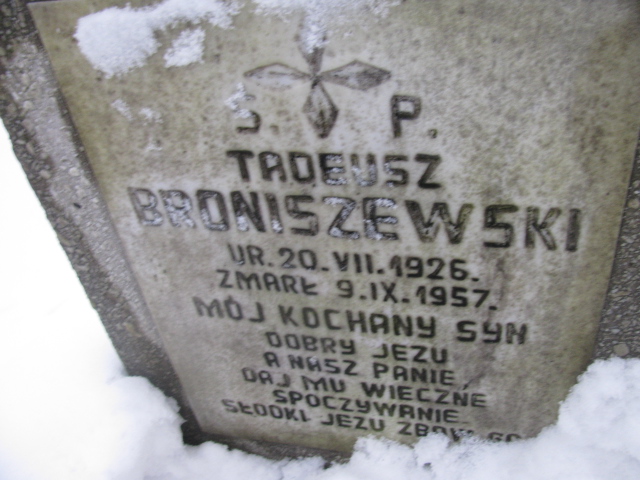 Ś. P.
TADEUSZ
BRONISZEWSKI
UR. 20. VII. 1926.
ZMARŁ 9. IX. 1957.
MÓJ KOCHANY SYN
DOBRY JEZU
A NASZ PANIE,
DAJ MU WIECZNE
SPOCZYWANIE
SŁODKI JEZU